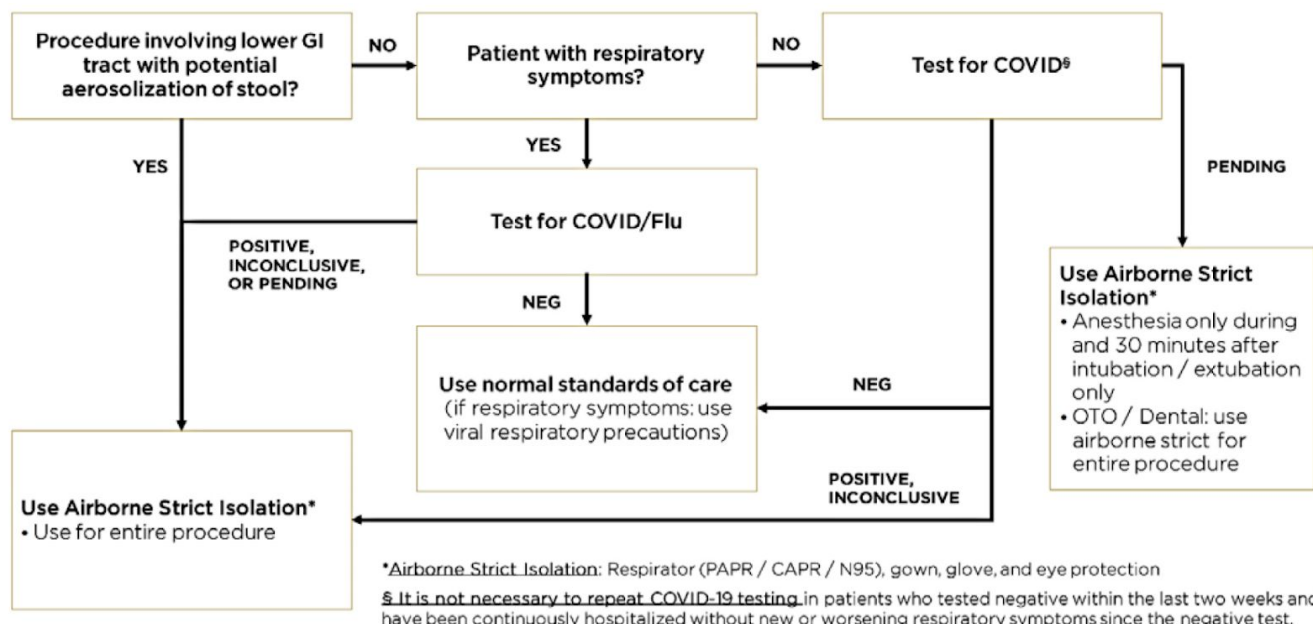 Procedure involving lower GI
tract with potential
aerosolization of stool?
NO
Patient with respiratory
symptoms?
NO
Test for COVID§
YES
YES
PENDING
Test for COVID/Flu
POSITIVE,
INCONCLUSIVE,
OR PENDING
NEG
Use Airborne Strict
Isolation*
• Anesthesia only during
and 30 minutes after
intubation / extubation
only
• OTO / Dental: use
airborne strict for
entire procedure
Use normal standards of care
(if respiratory symptoms: use
viral respiratory precautions)
NEG
POSITIVE,
INCONCLUSIVE
Use Airborne Strict Isolation*
• Use for entire procedure
*Airborne Strict Isolation: Respirator (PAPR / CAPR / N95), gown, glove, and eye protection
§ It is not necessary to repeat COVID-19 testing in patients who tested negative within the last two weeks and
have been continuously hospitalized without new or worsening respiratory symptoms since the negative test.